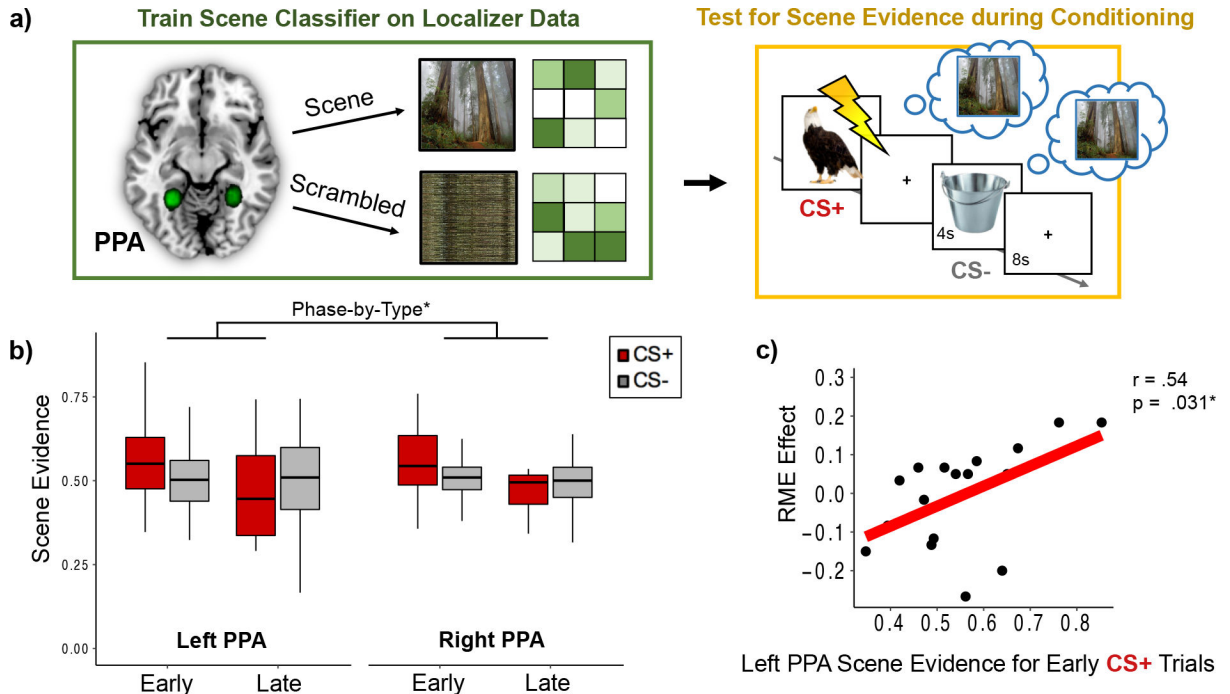 a)
Train Scene Classifier on Localizer Data
Test for Scene Evidence during Conditioning
Scene
Scrambled
PPA
+
CS+
4s
+
8s
CS-
b)
Phase-by-Type*
CS+
CS-
Scene Evidence
0.75
0.50
0.25
0.00
Left PPA
Right PPA
Early
Late
Early
Late
c)
r = .54
p = .031*
RME Effect
0.3
0.2
0.1
0.0
−0.1
−0.2
0.4 0.5 0.6 0.7 0.8
Left PPA Scene Evidence for Early CS+ Trials